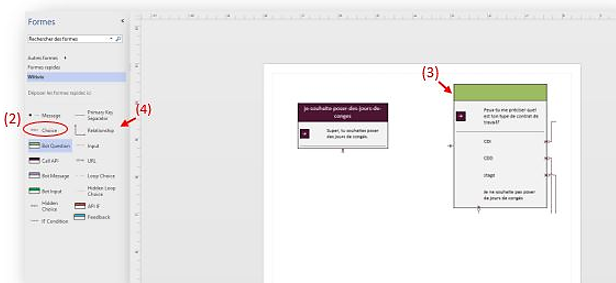 Formes
Rechercher des formes
Autres formes
Formes rapides
Witivio
Déposer les formes rapides ici
Message
Primary Key
Separator
(2)
Choice
Relationship
(4)
Bot Question
Input
Call API
URL
Bot Message
Loop Choice
Bot Input
Hidden Loop
Choice
Hidden
Choice
API IF
IF Condition
Feedback
je souhaite poser des jours de
congés
Super, tu souhaites poser
des jours de congés.
(3)
Peux-tu me préciser quel
est ton type de contrat de
travail?
CDI
CDD
stage
Je ne souhaite pas poser
de jours de congés